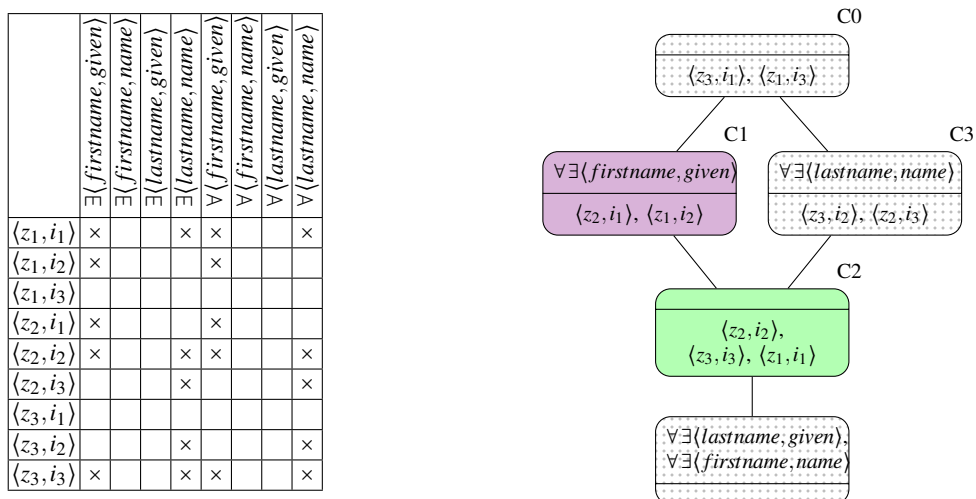 ∃⟨firstname,given⟩
∃⟨firstname,name⟩
∃⟨lastname,given⟩
∃⟨lastname,name⟩
∀⟨firstname,given⟩
∀⟨firstname,name⟩
∀⟨lastname,given⟩
∀⟨lastname,name⟩
⟨z₁,i₁⟩ × × × ×
⟨z₁,i₂⟩ × ×
⟨z₁,i₃⟩
⟨z₂,i₁⟩ × ×
⟨z₂,i₂⟩ × × × ×
⟨z₂,i₃⟩ × ×
⟨z₃,i₁⟩
⟨z₃,i₂⟩ × ×
⟨z₃,i₃⟩ × × × ×
C0
⟨z₃,i₁⟩, ⟨z₁,i₃⟩
C1
∀∃⟨firstname,given⟩
⟨z₂,i₁⟩, ⟨z₁,i₂⟩
C3
∀∃⟨lastname,name⟩
⟨z₃,i₂⟩, ⟨z₂,i₃⟩
C2
⟨z₂,i₂⟩,
⟨z₃,i₃⟩, ⟨z₁,i₁⟩
∀∃⟨lastname,given⟩,
∀∃⟨firstname,name⟩